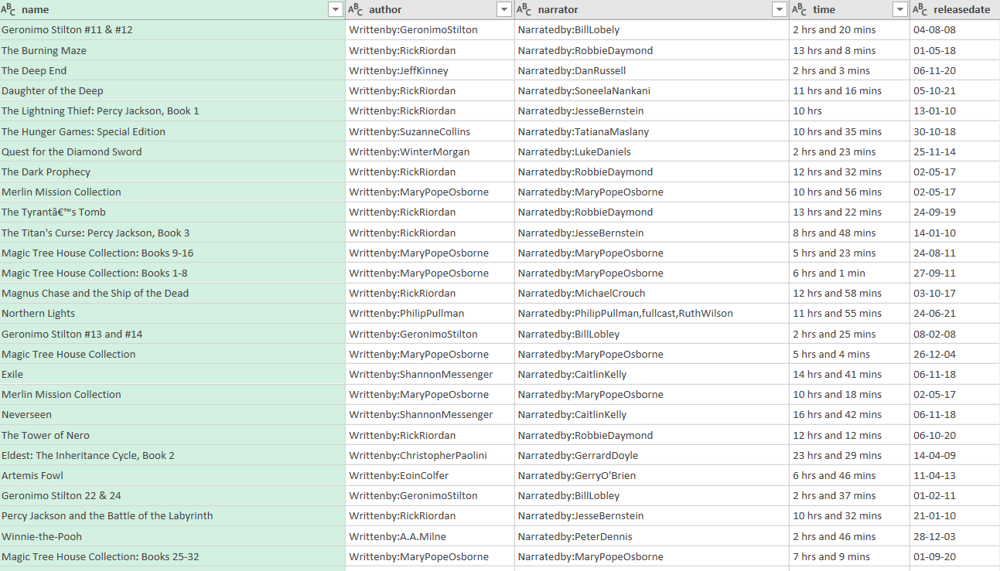 ABC name ABC author ABC narrator ABC time ABC releasedate
Geronimo Stilton #11 & #12 Writtenby:GeronimoStilton Narratedby:BillLobely 2 hrs and 20 mins 04-08-08
The Burning Maze Writtenby:RickRiordan Narratedby:RobbieDaymond 13 hrs and 8 mins 01-05-18
The Deep End Writtenby:JeffKinney Narratedby:DanRussell 2 hrs and 3 mins 06-11-20
Daughter of the Deep Writtenby:RickRiordan Narratedby:SoneelaNankani 11 hrs and 16 mins 05-10-21
The Lightning Thief: Percy Jackson, Book 1 Writtenby:RickRiordan Narratedby:JesseBernstein 10 hrs 13-01-10
The Hunger Games: Special Edition Writtenby:SuzanneCollins Narratedby:TatianaMaslany 10 hrs and 35 mins 30-10-18
Quest for the Diamond Sword Writtenby:WinterMorgan Narratedby:LukeDaniels 2 hrs and 23 mins 25-11-14
The Dark Prophecy Writtenby:RickRiordan Narratedby:RobbieDaymond 12 hrs and 32 mins 02-05-17
Merlin Mission Collection Writtenby:MaryPopeOsborne Narratedby:MaryPopeOsborne 10 hrs and 56 mins 02-05-17
The Tyrantâ€™s Tomb Writtenby:RickRiordan Narratedby:RobbieDaymond 13 hrs and 22 mins 24-09-19
The Titan's Curse: Percy Jackson, Book 3 Writtenby:RickRiordan Narratedby:JesseBernstein 8 hrs and 48 mins 14-01-10
Magic Tree House Collection: Books 9-16 Writtenby:MaryPopeOsborne Narratedby:MaryPopeOsborne 5 hrs and 23 mins 24-08-11
Magic Tree House Collection: Books 1-8 Writtenby:MaryPopeOsborne Narratedby:MaryPopeOsborne 6 hrs and 1 min 27-09-11
Magnus Chase and the Ship of the Dead Writtenby:RickRiordan Narratedby:MichaelCrouch 12 hrs and 58 mins 03-10-17
Northern Lights Writtenby:PhilipPullman Narratedby:PhilipPullman,fullcast,RuthWilson 11 hrs and 55 mins 24-06-21
Geronimo Stilton #13 and #14 Writtenby:GeronimoStilton Narratedby:BillLobley 2 hrs and 25 mins 08-02-08
Magic Tree House Collection Writtenby:MaryPopeOsborne Narratedby:MaryPopeOsborne 5 hrs and 4 mins 26-12-04
Exile Writtenby:ShannonMessenger Narratedby:CaitlinKelly 14 hrs and 41 mins 06-11-18
Merlin Mission Collection Writtenby:MaryPopeOsborne Narratedby:MaryPopeOsborne 10 hrs and 18 mins 02-05-17
Neverseen Writtenby:ShannonMessenger Narratedby:CaitlinKelly 16 hrs and 42 mins 06-11-18
The Tower of Nero Writtenby:RickRiordan Narratedby:RobbieDaymond 12 hrs and 12 mins 06-10-20
Eldest: The Inheritance Cycle, Book 2 Writtenby:ChristopherPaolini Narratedby:GerrardDoyle 23 hrs and 29 mins 14-04-09
Artemis Fowl Writtenby:EoinColfer Narratedby:GerryO'Brien 6 hrs and 46 mins 11-04-13
Geronimo Stilton 22 & 24 Writtenby:GeronimoStilton Narratedby:BillLobley 2 hrs and 37 mins 01-02-11
Percy Jackson and the Battle of the Labyrinth Writtenby:RickRiordan Narratedby:JesseBernstein 10 hrs and 32 mins 21-01-10
Winnie-the-Pooh Writtenby:A.A.Milne Narratedby:PeterDennis 2 hrs and 46 mins 28-12-03
Magic Tree House Collection: Books 25-32 Writtenby:MaryPopeOsborne Narratedby:MaryPopeOsborne 7 hrs and 9 mins 01-09-20